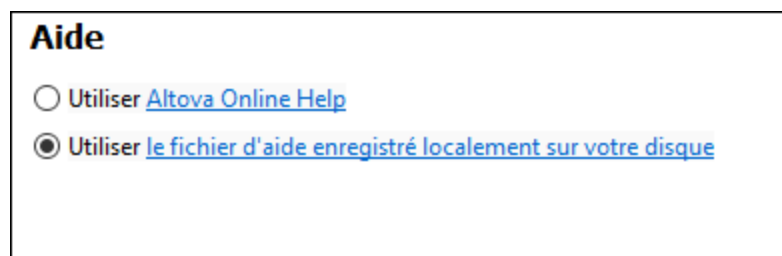 Aide
Utiliser Altova Online Help
Utiliser le fichier d'aide enregistré localement sur votre disque